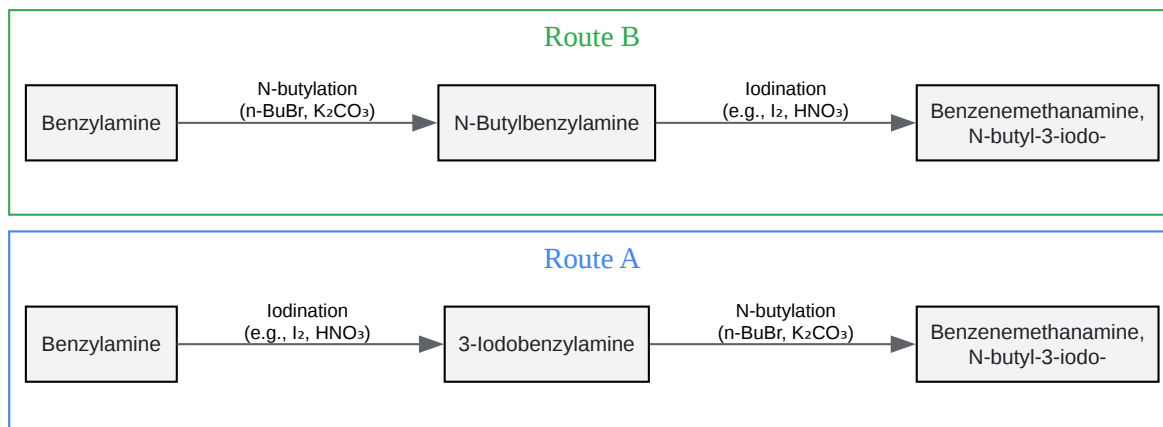 Route B
Benzylamine
N-butylation
(n-BuBr, K₂CO₃)
N-Butylbenzylamine
Iodination
(e.g., I₂, HNO₃)
Benzenemethanamine,
N-butyl-3-iodo-
Route A
Benzylamine
Iodination
(e.g., I₂, HNO₃)
3-Iodobenzylamine
N-butylation
(n-BuBr, K₂CO₃)
Benzenemethanamine,
N-butyl-3-iodo-